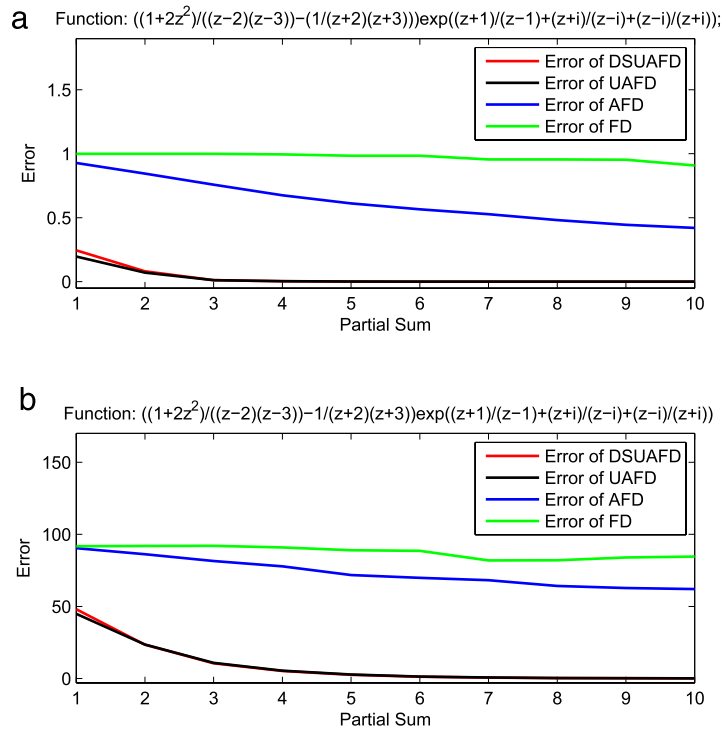 a
Function: ((1+2z²)/((z−2)(z−3))−(1/(z+2)(z+3)))exp((z+1)/(z−1)+(z+i)/(z−i)+(z−i)/(z+i));
Error of DSUAFD
Error of UAFD
Error of AFD
Error of FD
1.5
1
0.5
0
Error
1 2 3 4 5 6 7 8 9 10
Partial Sum
b
Function: ((1+2z²)/((z−2)(z−3))−1/(z+2)(z+3))exp((z+1)/(z−1)+(z+i)/(z−i)+(z−i)/(z+i))
Error of DSUAFD
Error of UAFD
Error of AFD
Error of FD
150
100
50
0
Error
1 2 3 4 5 6 7 8 9 10
Partial Sum